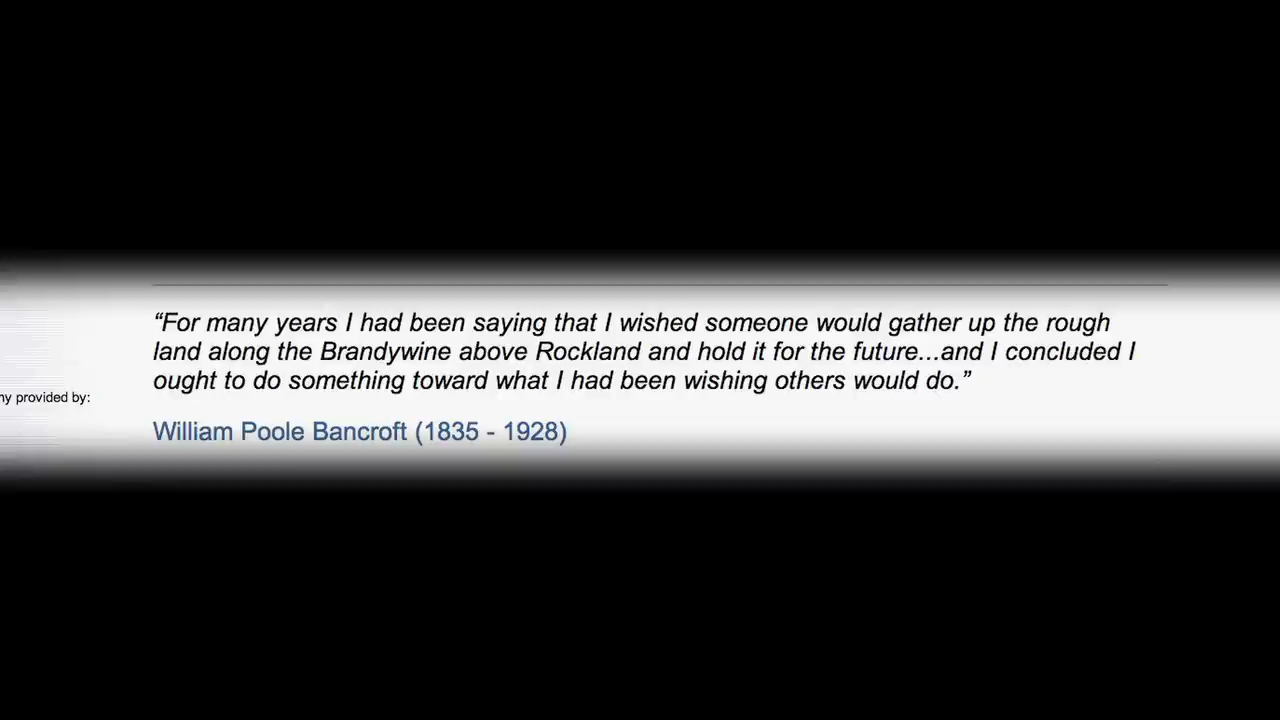 “For many years I had been saying that I wished someone would gather up the rough
land along the Brandywine above Rockland and hold it for the future...and I concluded I
ought to do something toward what I had been wishing others would do.”
provided by:
William Poole Bancroft (1835 - 1928)